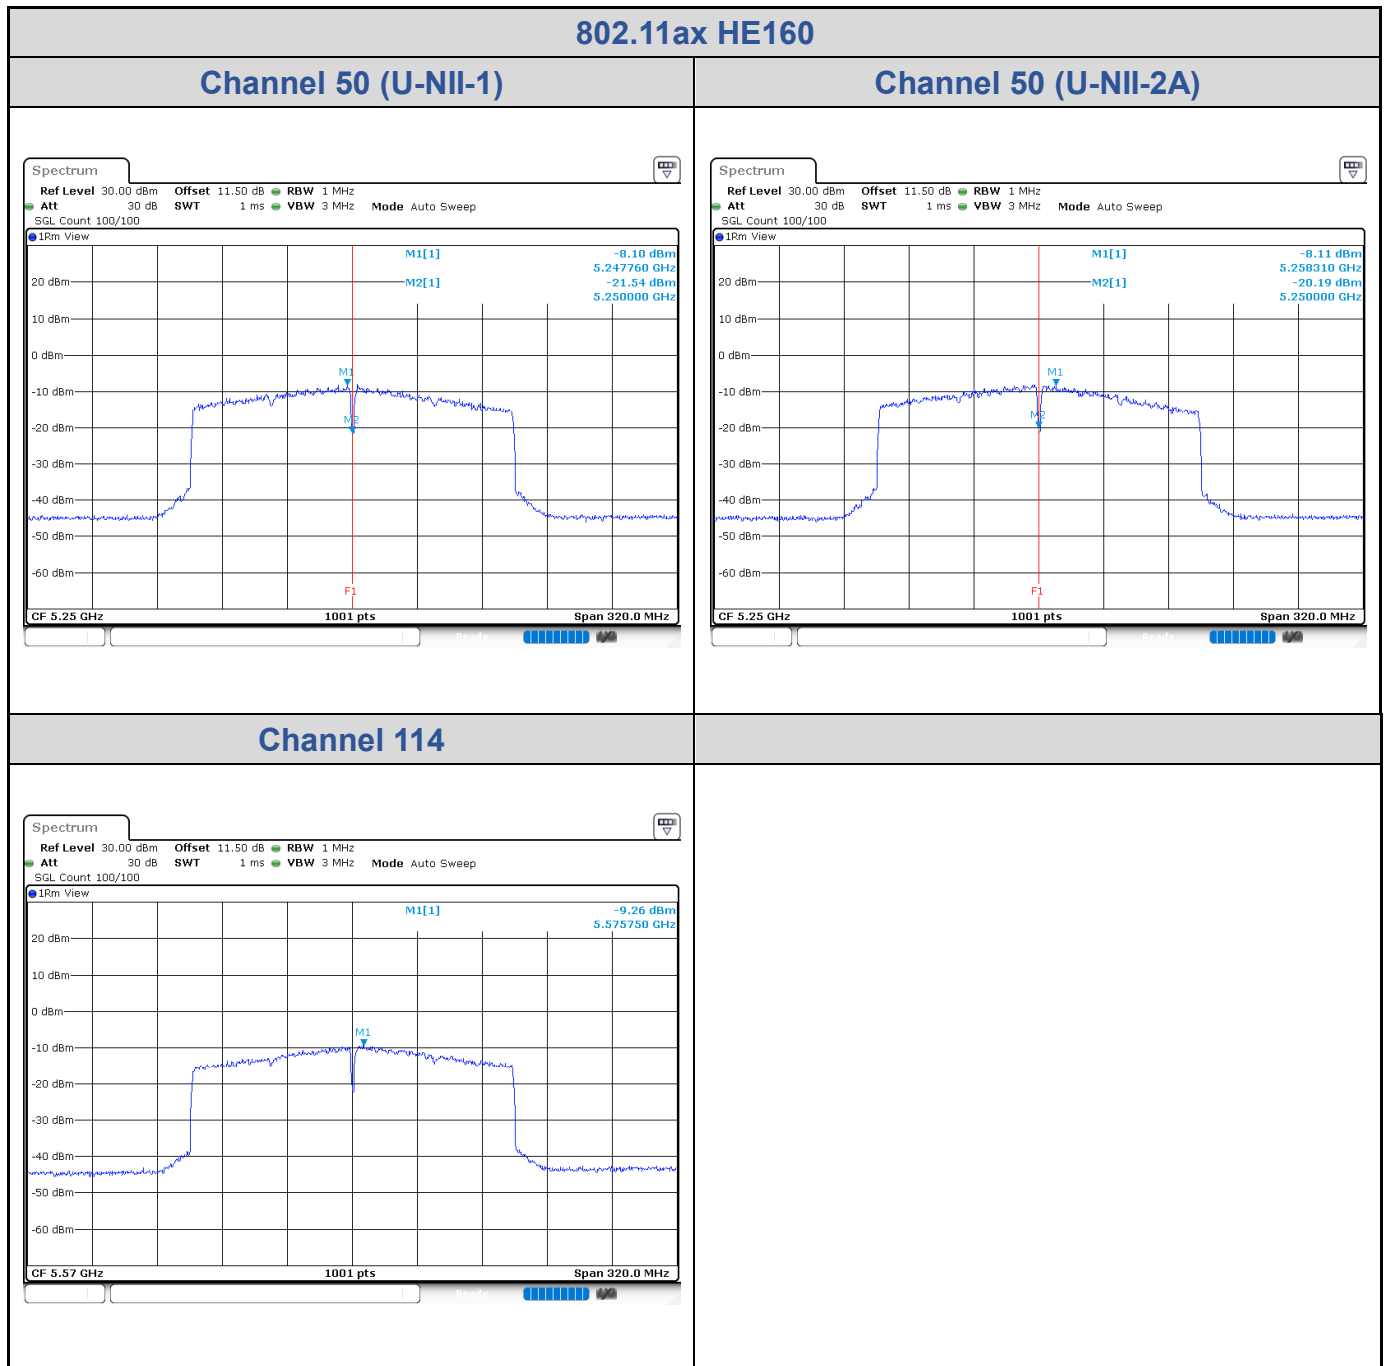 802.11ax HE160
Channel 50 (U-NII-1)
Channel 50 (U-NII-2A)
Spectrum
Ref Level 30.00 dBm Offset 11.50 dB RBW 1 MHz
Att 30 dB SWT 1 ms VBW 3 MHz Mode Auto Sweep
SGL Count 100/100
1Rm View
M1[1] -8.10 dBm
5.247760 GHz
M2[1] -21.54 dBm
5.250000 GHz
20 dBm
10 dBm
0 dBm
M1
-10 dBm
M2
-20 dBm
-30 dBm
-40 dBm
-50 dBm
-60 dBm
F1
CF 5.25 GHz 1001 pts Span 320.0 MHz
Ready
Spectrum
Ref Level 30.00 dBm Offset 11.50 dB RBW 1 MHz
Att 30 dB SWT 1 ms VBW 3 MHz Mode Auto Sweep
SGL Count 100/100
1Rm View
M1[1] -8.11 dBm
5.258310 GHz
M2[1] -20.19 dBm
5.250000 GHz
20 dBm
10 dBm
0 dBm
M1
-10 dBm
M2
-20 dBm
-30 dBm
-40 dBm
-50 dBm
-60 dBm
F1
CF 5.25 GHz 1001 pts Span 320.0 MHz
Ready
Channel 114
Spectrum
Ref Level 30.00 dBm Offset 11.50 dB RBW 1 MHz
Att 30 dB SWT 1 ms VBW 3 MHz Mode Auto Sweep
SGL Count 100/100
1Rm View
M1[1] -9.26 dBm
5.575750 GHz
20 dBm
10 dBm
0 dBm
M1
-10 dBm
-20 dBm
-30 dBm
-40 dBm
-50 dBm
-60 dBm
CF 5.57 GHz 1001 pts Span 320.0 MHz
Ready